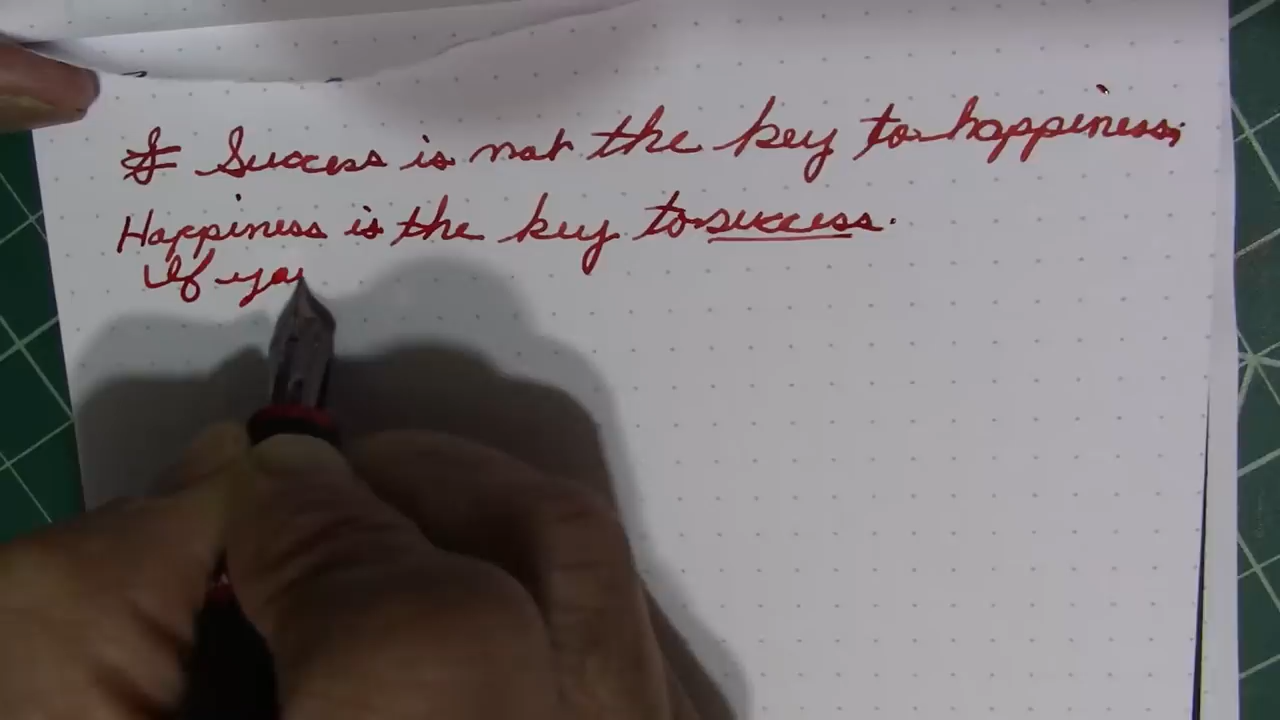 Success is not the key to happiness;
Happiness is the key to success.
If yo